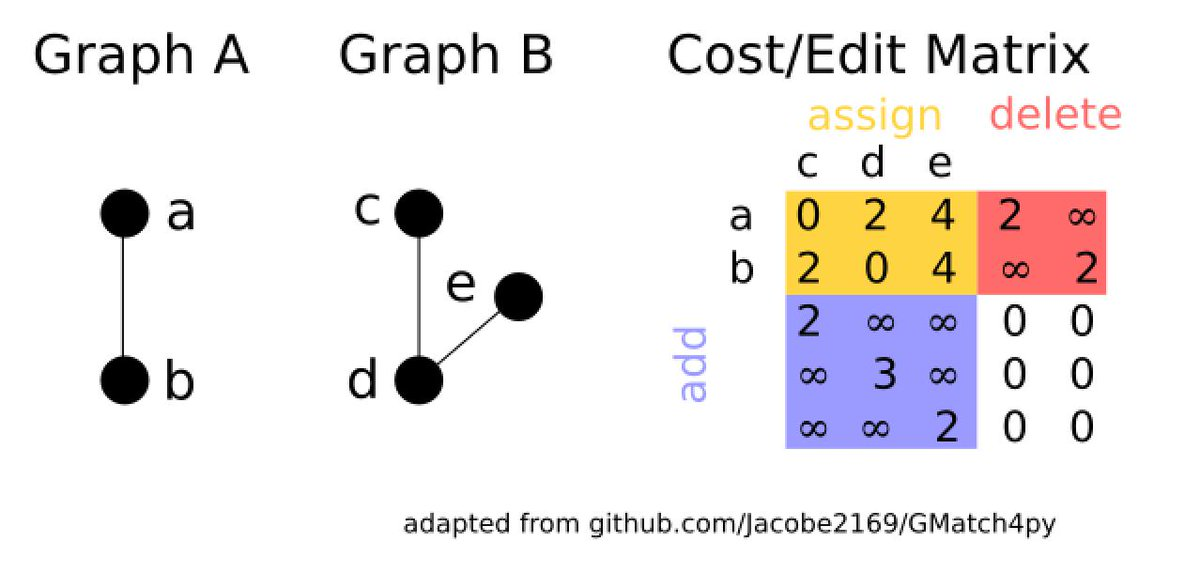 Graph A Graph B Cost/Edit Matrix
assign delete
c d e
a 0 2 4 2 ∞
b 2 0 4 ∞ 2
2 ∞ ∞ 0 0
∞ 3 ∞ 0 0
∞ ∞ 2 0 0
add
a
b
c
e
d
adapted from github.com/Jacobe2169/GMatch4py